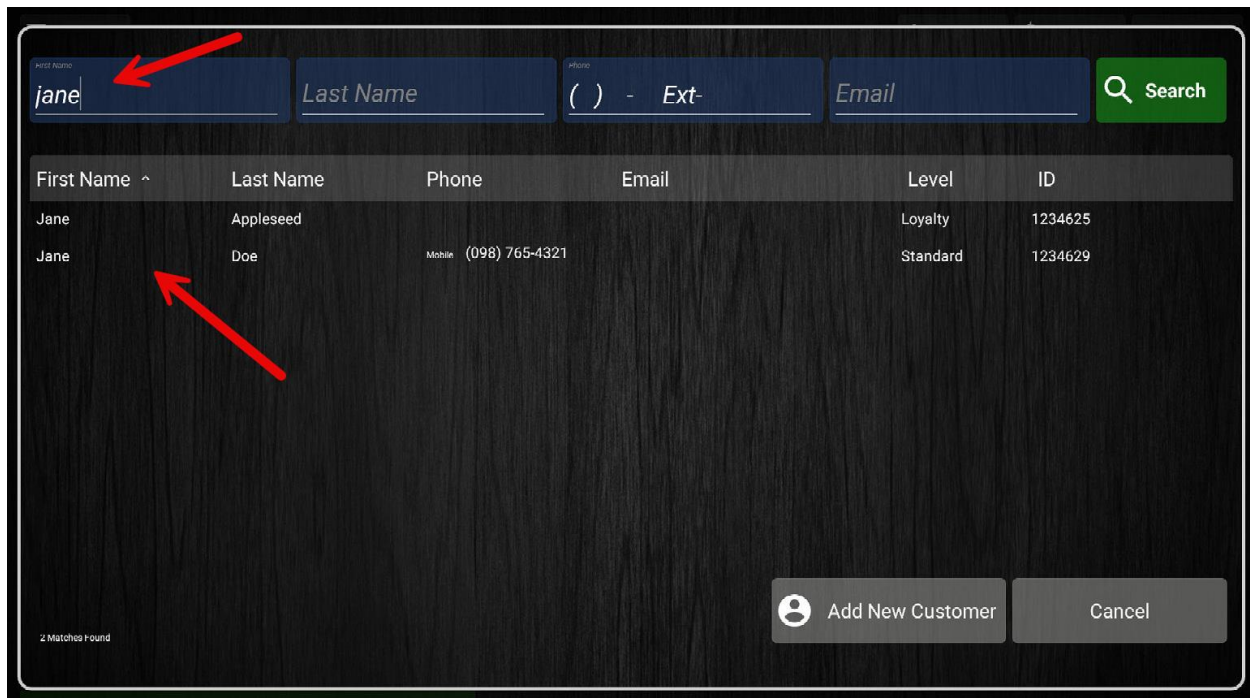 First Name Phone
jane Last Name ( ) - Ext- Email Search
First Name ^ Last Name Phone Email Level ID
Jane Appleseed Loyalty 1234625
Jane Doe Mobile (098) 765-4321 Standard 1234629
Add New Customer Cancel
2 Matches Found